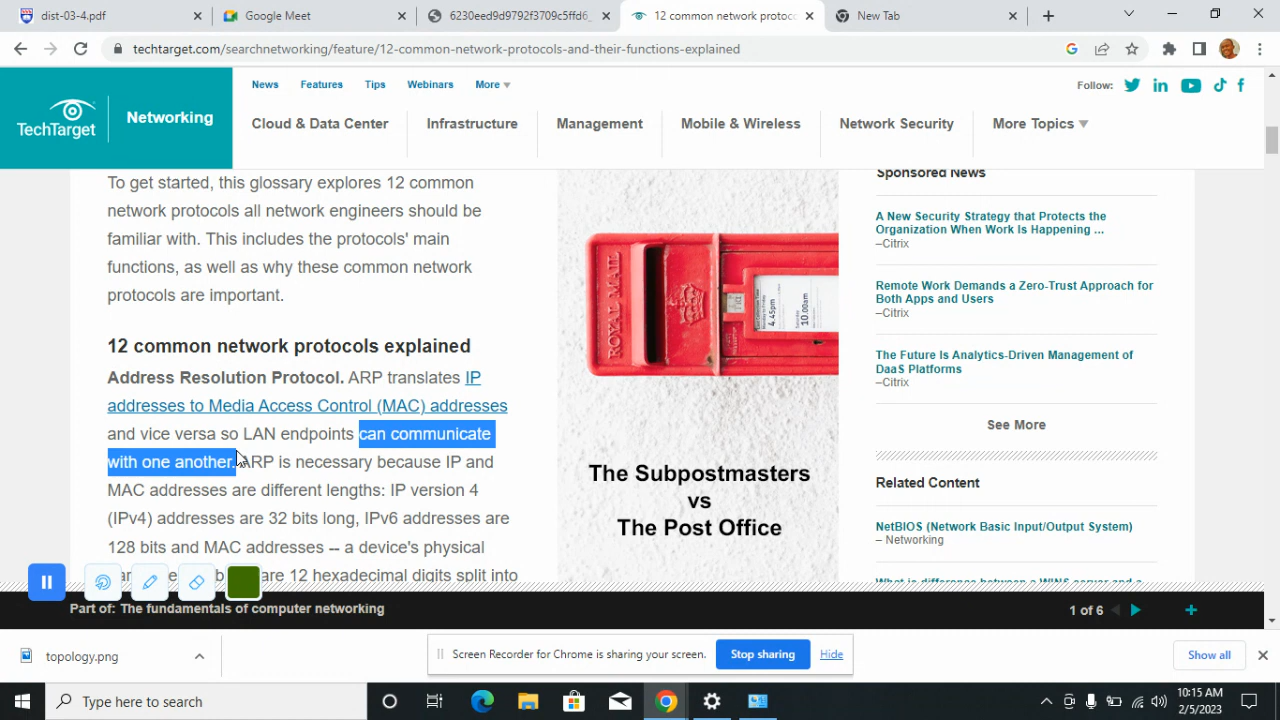 dist-03-4.pdf
Google Meet
6230eed9d9792f3709c5ffd6_
12 common network protoco
New Tab
techtarget.com/searchnetworking/feature/12-common-network-protocols-and-their-functions-explained
TechTarget
Networking
News Features Tips Webinars More
Follow:
Cloud & Data Center Infrastructure Management Mobile & Wireless Network Security More Topics
To get started, this glossary explores 12 common
network protocols all network engineers should be
familiar with. This includes the protocols' main
functions, as well as why these common network
protocols are important.
12 common network protocols explained
Address Resolution Protocol. ARP translates IP
addresses to Media Access Control (MAC) addresses
and vice versa so LAN endpoints can communicate
with one another. ARP is necessary because IP and
MAC addresses are different lengths: IP version 4
(IPv4) addresses are 32 bits long, IPv6 addresses are
128 bits and MAC addresses -- a device's physical
are 12 hexadecimal digits split into
ROYAL MAIL
4.45pm
10.00am
The Subpostmasters
vs
The Post Office
Sponsored News
A New Security Strategy that Protects the
Organization When Work Is Happening ...
–Citrix
Remote Work Demands a Zero-Trust Approach for
Both Apps and Users
–Citrix
The Future Is Analytics-Driven Management of
DaaS Platforms
–Citrix
See More
Related Content
NetBIOS (Network Basic Input/Output System)
– Networking
What is difference between a WINS server and a
Part of: The fundamentals of computer networking
1 of 6
topology.png
Screen Recorder for Chrome is sharing your screen.
Stop sharing
Hide
Show all
Type here to search
10:15 AM
2/5/2023